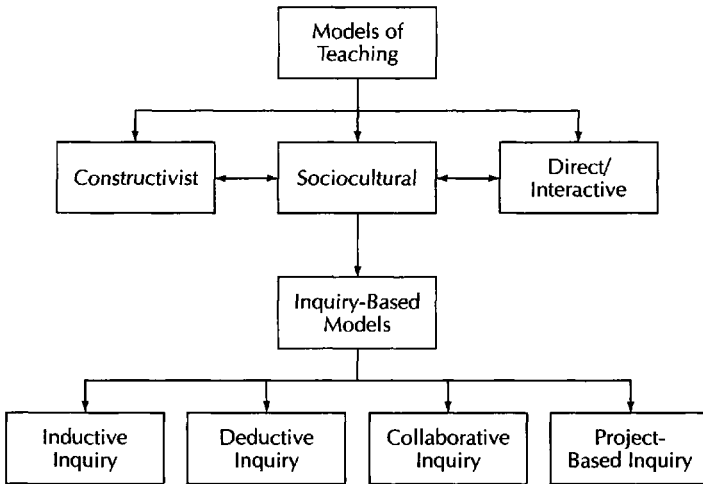 Models of
Teaching
Constructivist
Sociocultural
Direct/
Interactive
Inquiry-Based
Models
Inductive
Inquiry
Deductive
Inquiry
Collaborative
Inquiry
Project-
Based Inquiry